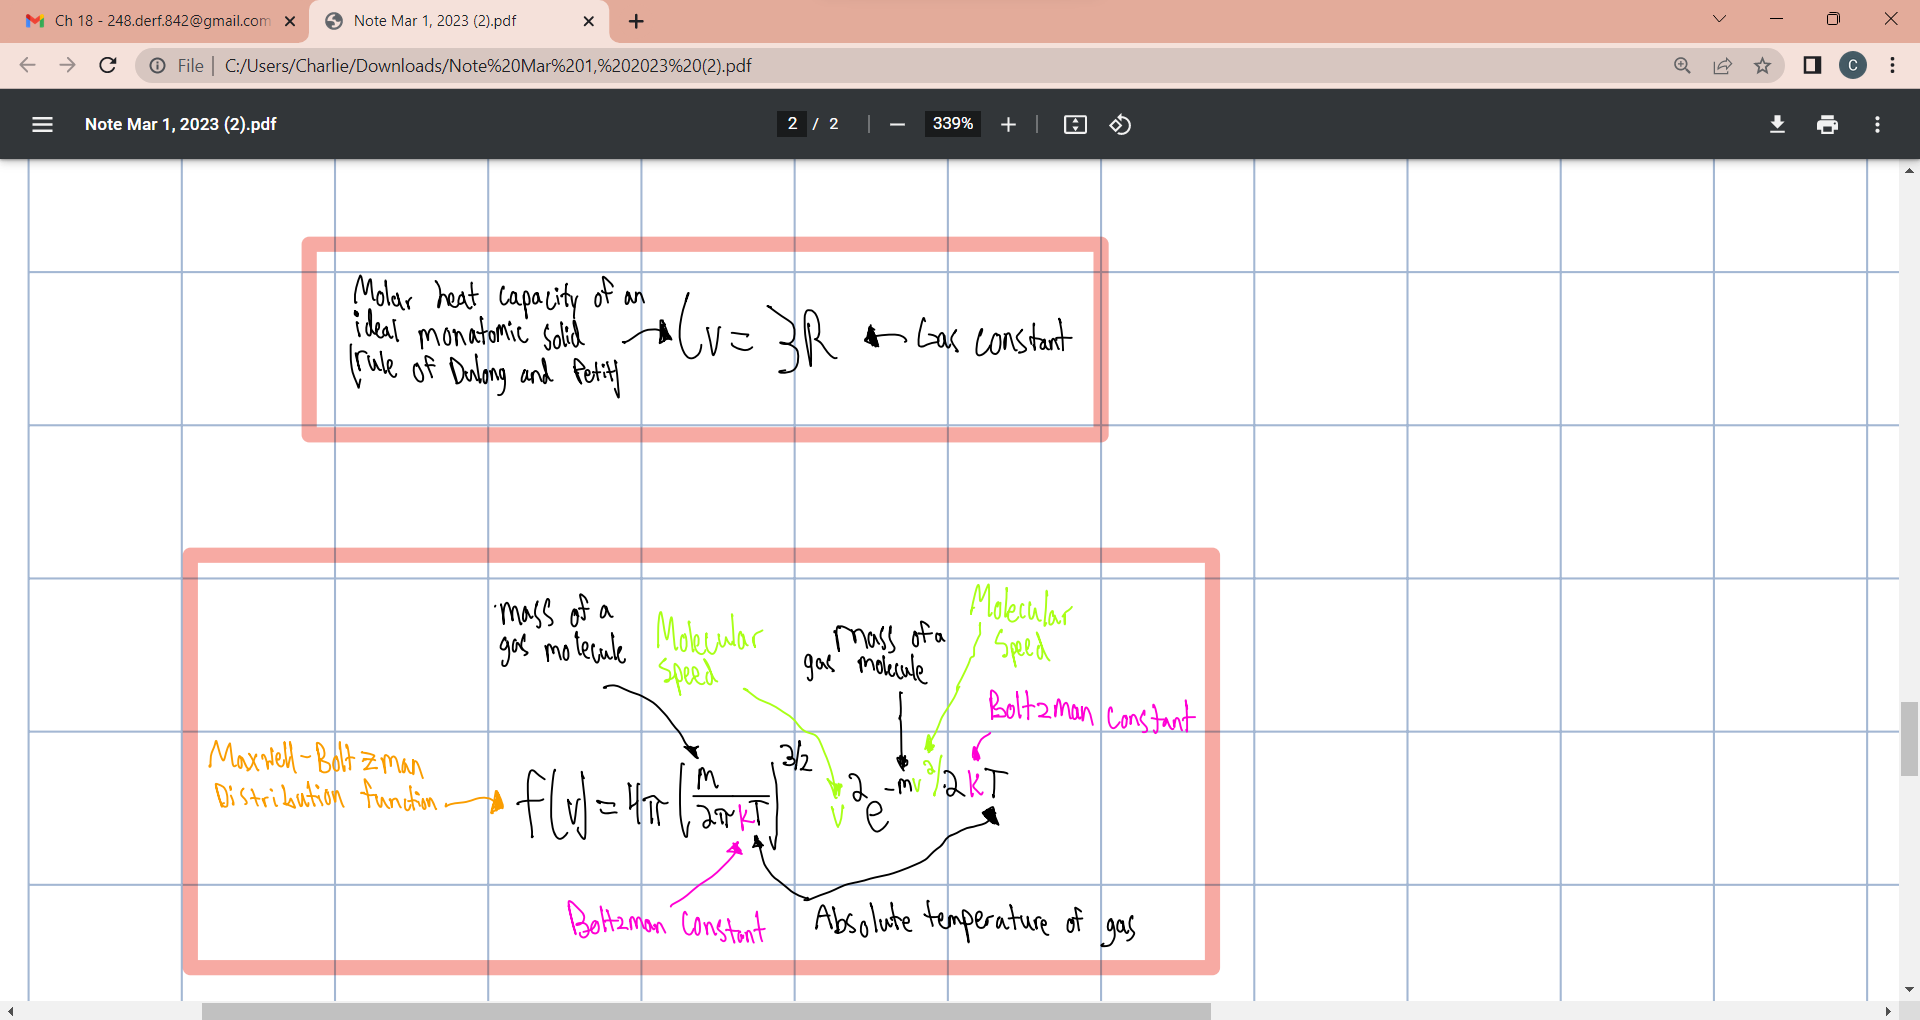 Ch 18 - 248.derf.842@gmail.com
Note Mar 1, 2023 (2).pdf
File | C:/Users/Charlie/Downloads/Note%20Mar%201,%202023%20(2).pdf
C
Note Mar 1, 2023 (2).pdf
2 / 2
339%
Molar heat capacity of an
ideal monatomic solid
(rule of Dulong and Petit)
Cv = 3R
Gas constant
mass of a
gas molecule
Molecular
Speed
mass of a
gas molecule
Molecular
Speed
Boltzman constant
Maxwell-Boltzman
Distribution function
f(v) = 4π (m/2πkT)^3/2 v^2 e^-mv^2/2kT
Boltzman Constant
Absolute temperature of gas